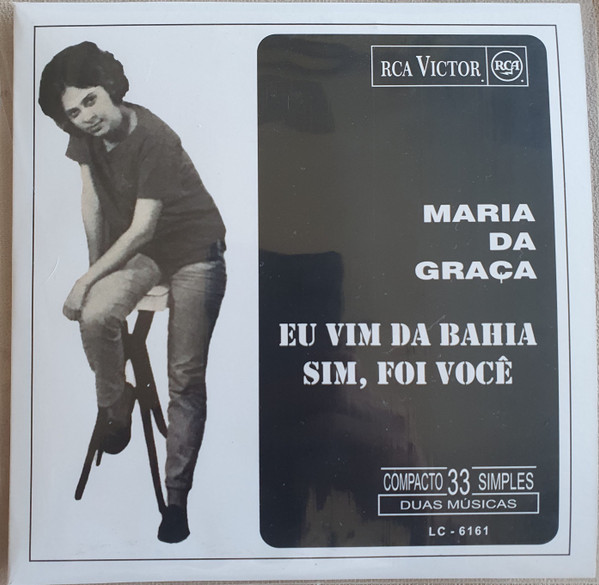 RCA VICTOR RCA
MARIA
DA
GRAÇA
EU VIM DA BAHIA
SIM, FOI VOCÊ
COMPACTO 33 SIMPLES
DUAS MÚSICAS
LC - 6161